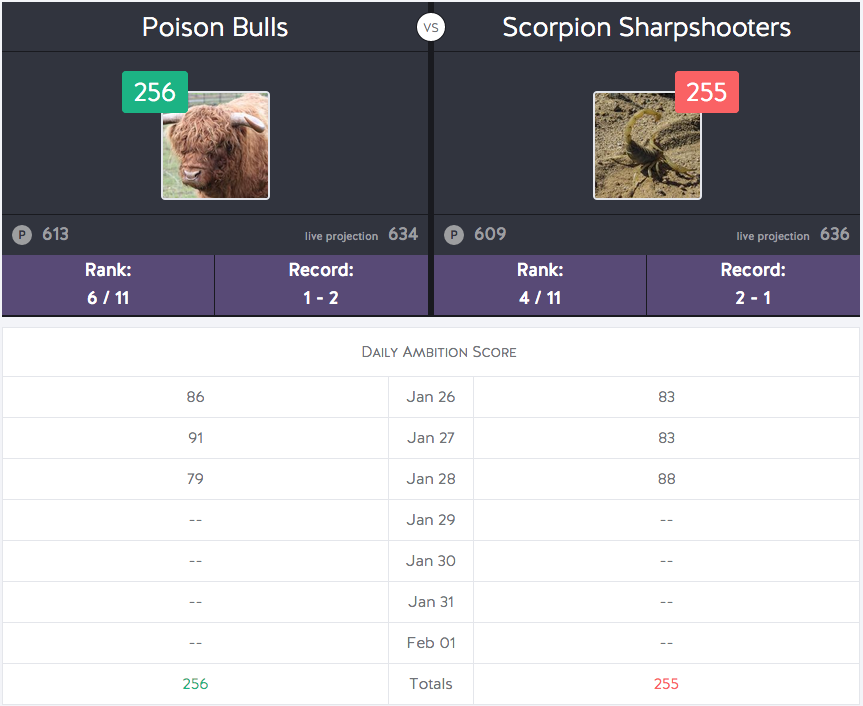 Poison Bulls VS Scorpion Sharpshooters
256 255
P 613 live projection 634 P 609 live projection 636
Rank: Record: Rank: Record:
6 / 11 1 - 2 4 / 11 2 - 1
Daily Ambition Score
86 Jan 26 83
91 Jan 27 83
79 Jan 28 88
-- Jan 29 --
-- Jan 30 --
-- Jan 31 --
-- Feb 01 --
256 Totals 255